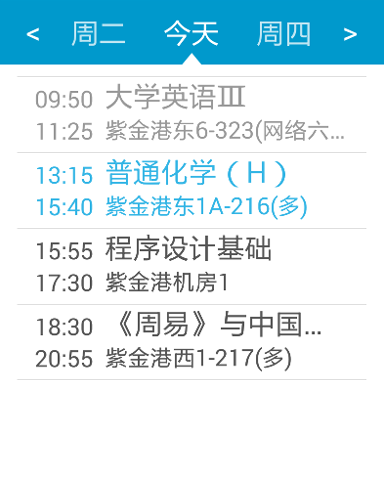 < 周二 今天 周四 >
09:50 大学英语Ⅲ
11:25 紫金港东6-323(网络六…
13:15 普通化学（H）
15:40 紫金港东1A-216(多)
15:55 程序设计基础
17:30 紫金港机房1
18:30 《周易》与中国…
20:55 紫金港西1-217(多)